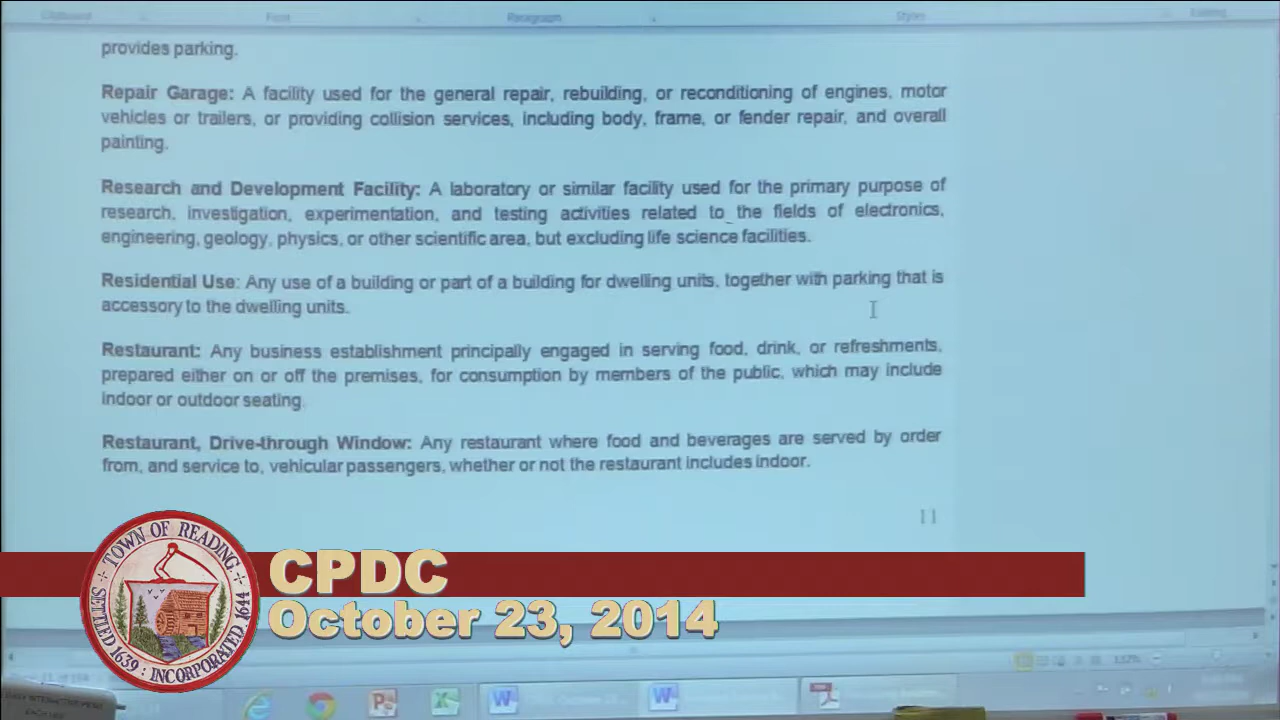 Clipboard Font Paragraph Styles Editing
provides parking.
Repair Garage: A facility used for the general repair, rebuilding, or reconditioning of engines, motor
vehicles or trailers, or providing collision services, including body, frame, or fender repair, and overall
painting.
Research and Development Facility: A laboratory or similar facility used for the primary purpose of
research, investigation, experimentation, and testing activities related to the fields of electronics,
engineering, geology, physics, or other scientific area, but excluding life science facilities.
Residential Use: Any use of a building or part of a building for dwelling units, together with parking that is
accessory to the dwelling units.
Restaurant: Any business establishment principally engaged in serving food, drink, or refreshments,
prepared either on or off the premises, for consumption by members of the public, which may include
indoor or outdoor seating.
Restaurant, Drive-through Window: Any restaurant where food and beverages are served by order
from, and service to, vehicular passengers, whether or not the restaurant includes indoor.
11
TOWN OF READING
SETTLED 1639 : INCORPORATED 1644
CPDC
October 23, 2014
132%